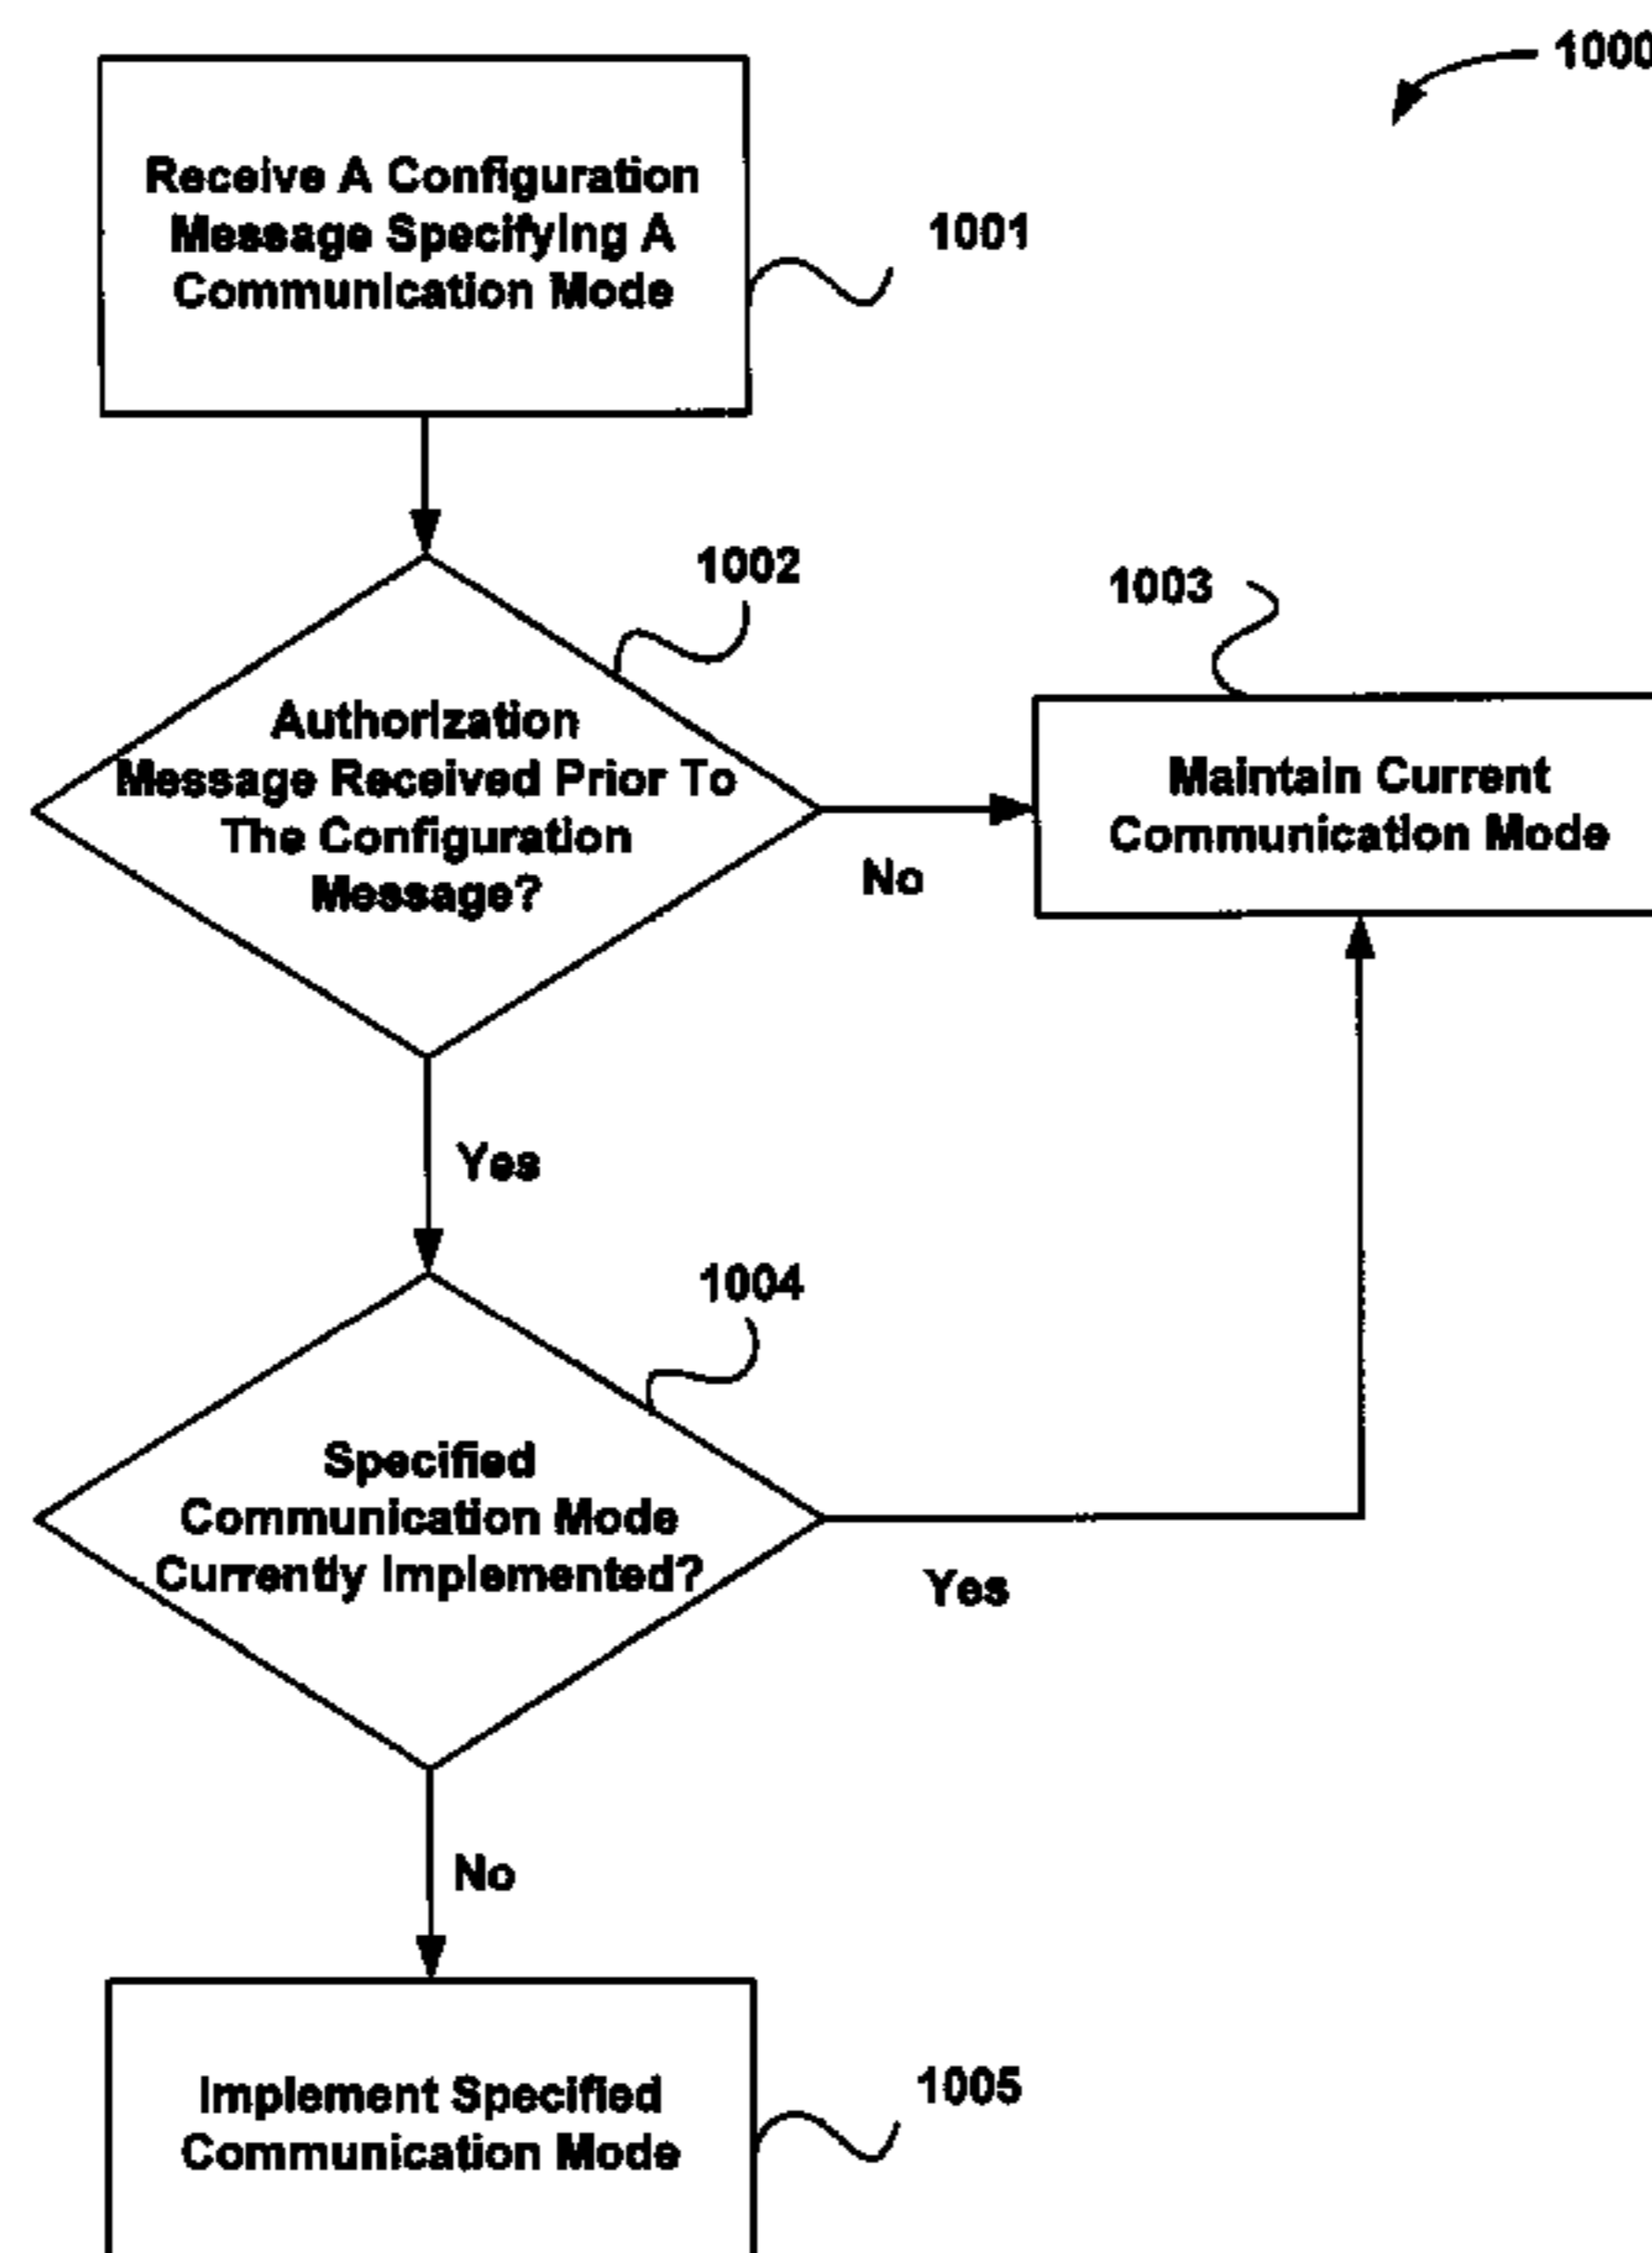 1000
Receive A Configuration
Message Specifying A
Communication Mode
1001
1002
Authorization
Message Received Prior To
The Configuration
Message?
No
1003
Maintain Current
Communication Mode
Yes
1004
Specified
Communication Mode
Currently Implemented?
Yes
No
Implement Specified
Communication Mode
1005